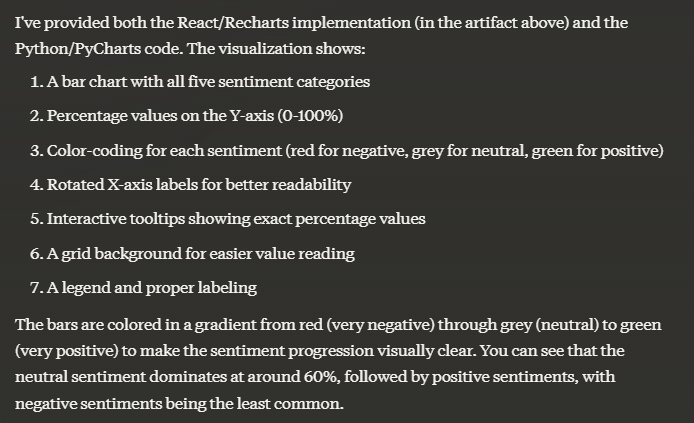 I've provided both the React/Recharts implementation (in the artifact above) and the
Python/PyCharts code. The visualization shows:
1. A bar chart with all five sentiment categories
2. Percentage values on the Y-axis (0-100%)
3. Color-coding for each sentiment (red for negative, grey for neutral, green for positive)
4. Rotated X-axis labels for better readability
5. Interactive tooltips showing exact percentage values
6. A grid background for easier value reading
7. A legend and proper labeling
The bars are colored in a gradient from red (very negative) through grey (neutral) to green
(very positive) to make the sentiment progression visually clear. You can see that the
neutral sentiment dominates at around 60%, followed by positive sentiments, with
negative sentiments being the least common.